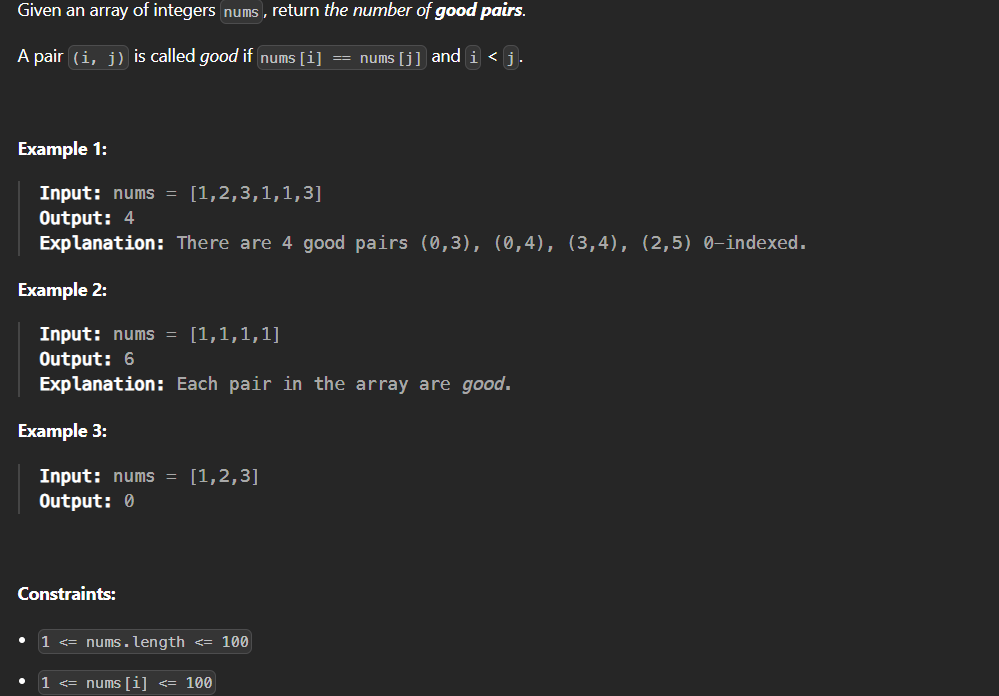 Given an array of integers nums, return the number of good pairs.
A pair (i, j) is called good if nums[i] == nums[j] and i < j.
Example 1:
Input: nums = [1,2,3,1,1,3]
Output: 4
Explanation: There are 4 good pairs (0,3), (0,4), (3,4), (2,5) 0-indexed.
Example 2:
Input: nums = [1,1,1,1]
Output: 6
Explanation: Each pair in the array are good.
Example 3:
Input: nums = [1,2,3]
Output: 0
Constraints:
• 1 <= nums.length <= 100
• 1 <= nums[i] <= 100